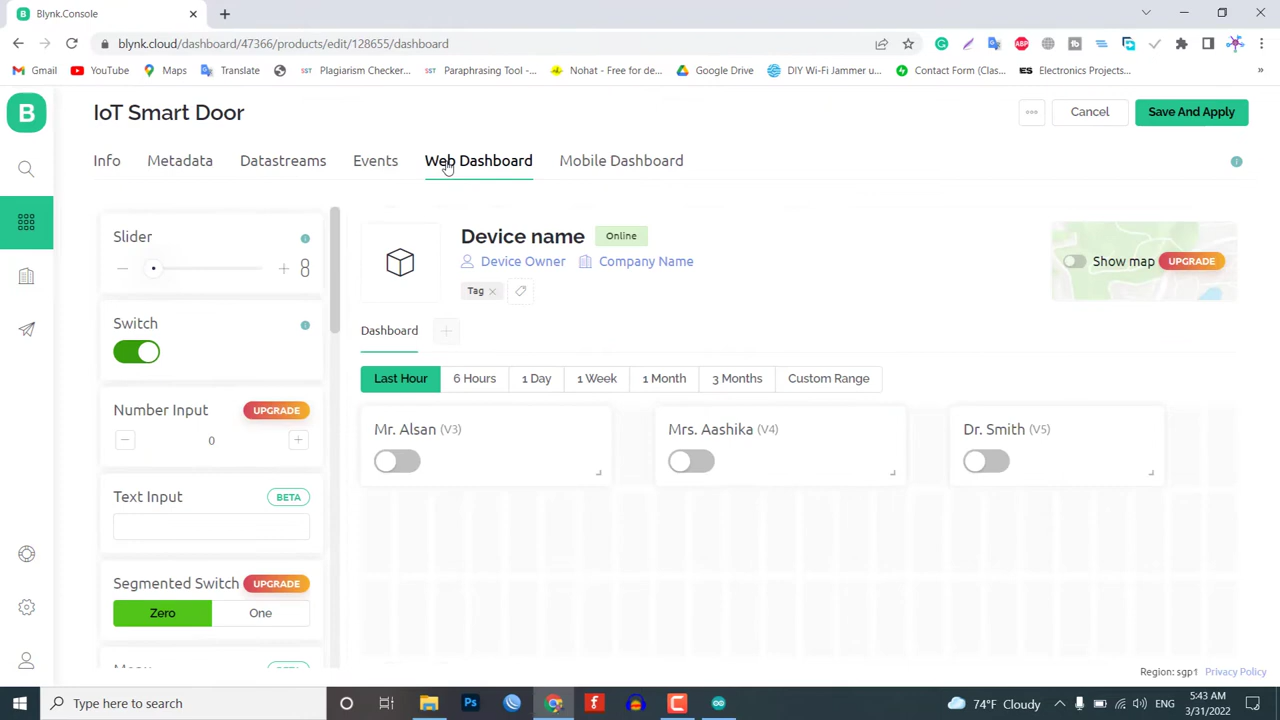 Blynk.Console
blynk.cloud/dashboard/47366/products/edit/128655/dashboard
Gmail YouTube Maps Translate Plagiarism Checker... Paraphrasing Tool -... Nohat - Free for de... Google Drive DIY Wi-Fi Jammer u... Contact Form (Clas... Electronics Projects...
B
IoT Smart Door
Cancel
Save And Apply
Info Metadata Datastreams Events Web Dashboard Mobile Dashboard
Slider
Switch
Number Input UPGRADE
0
Text Input BETA
Segmented Switch UPGRADE
Zero One
Device name Online
Device Owner Company Name
Tag
Show map UPGRADE
Dashboard
Last Hour 6 Hours 1 Day 1 Week 1 Month 3 Months Custom Range
Mr. Alsan (V3) Mrs. Aashika (V4) Dr. Smith (V5)
Region: sgp1 Privacy Policy
Type here to search
74°F Cloudy
ENG
5:43 AM
3/31/2022